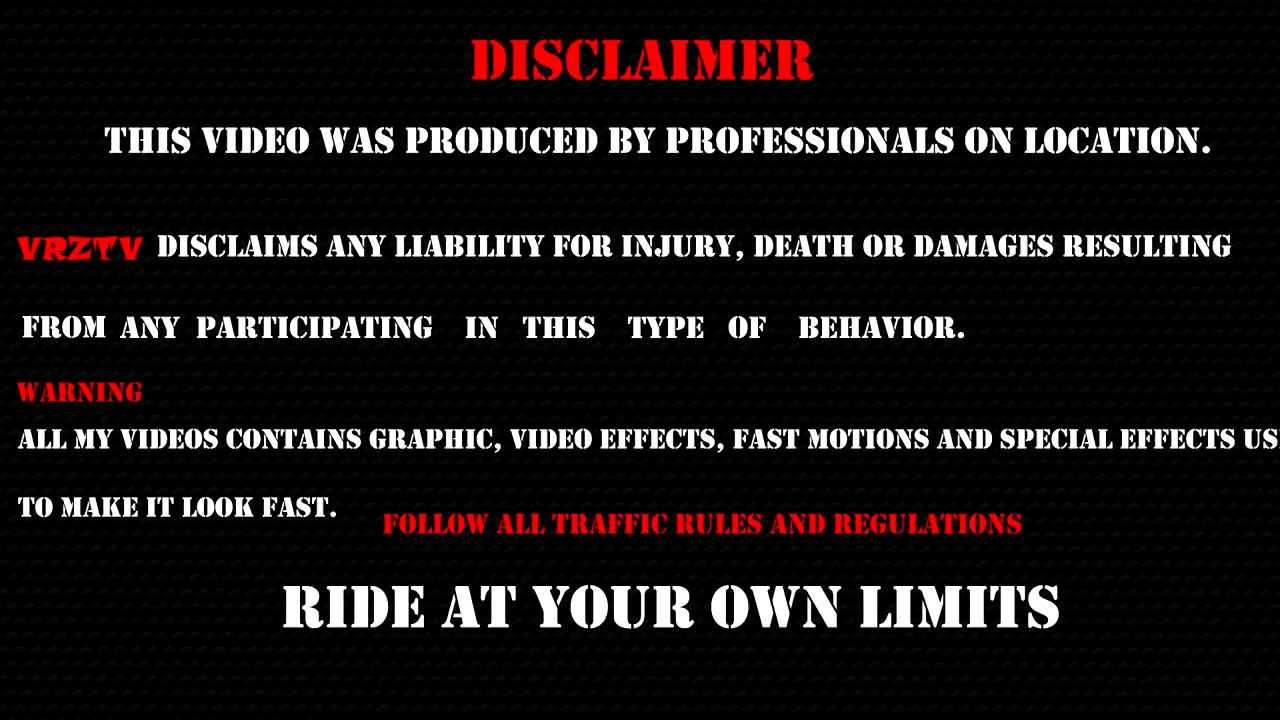 DISCLAIMER
THIS VIDEO WAS PRODUCED BY PROFESSIONALS ON LOCATION.
VRZTV DISCLAIMS ANY LIABILITY FOR INJURY, DEATH OR DAMAGES RESULTING
FROM ANY PARTICIPATING IN THIS TYPE OF BEHAVIOR.
WARNING
ALL MY VIDEOS CONTAINS GRAPHIC, VIDEO EFFECTS, FAST MOTIONS AND SPECIAL EFFECTS
TO MAKE IT LOOK FAST.
FOLLOW ALL TRAFFIC RULES AND REGULATIONS
RIDE AT YOUR OWN LIMITS